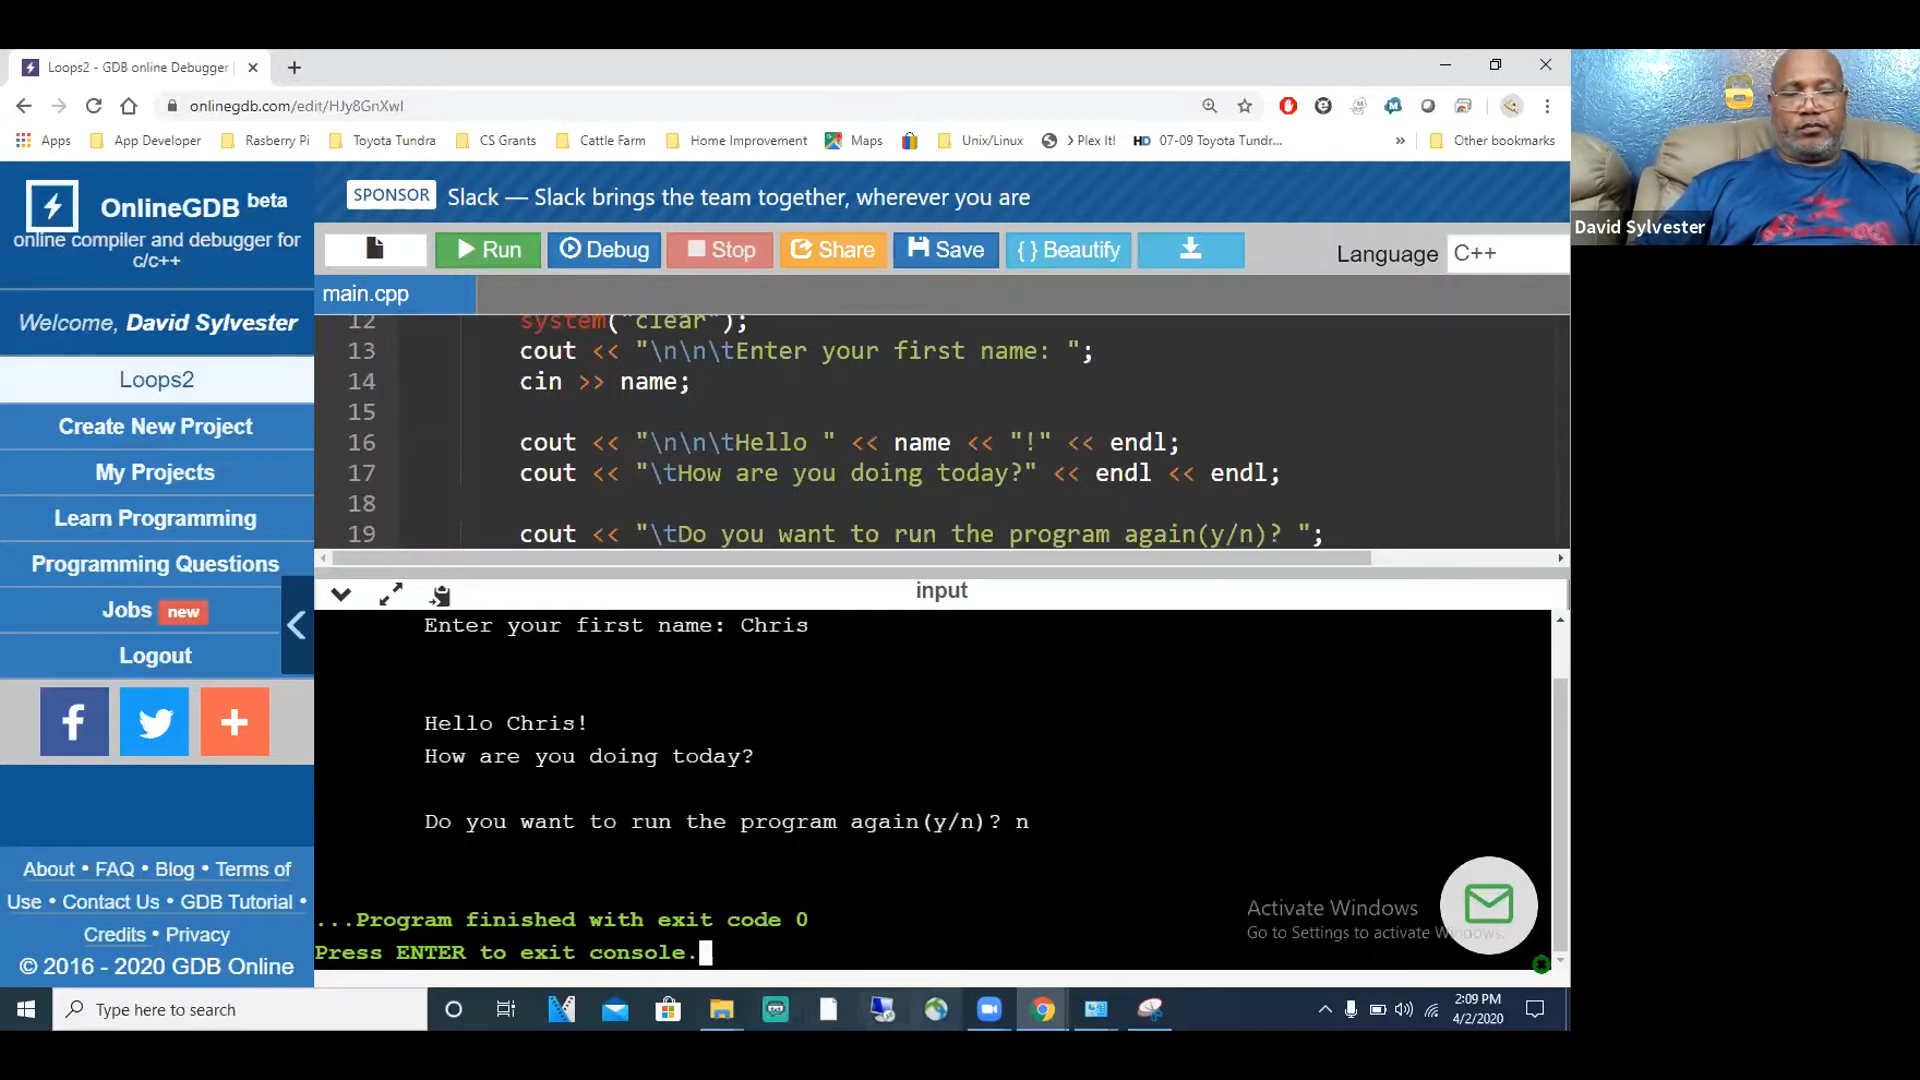 Loops2 - GDB online Debugger |
onlinegdb.com/edit/HJy8GnXwI
Apps App Developer Rasberry Pi Toyota Tundra CS Grants Cattle Farm Home Improvement Maps Unix/Linux > Plex It! HD 07-09 Toyota Tundr... » Other bookmarks
David Sylvester
OnlineGDB beta
online compiler and debugger for
c/c++
SPONSOR Slack — Slack brings the team together, wherever you are
Run Debug Stop Share Save { } Beautify Language C++
main.cpp
Welcome, David Sylvester
Loops2
Create New Project
My Projects
Learn Programming
Programming Questions
Jobs new
Logout
12 system("clear");
13 cout << "\n\n\tEnter your first name: ";
14 cin >> name;
15
16 cout << "\n\n\tHello " << name << "!" << endl;
17 cout << "\tHow are you doing today?" << endl << endl;
18
19 cout << "\tDo you want to run the program again(y/n)? ";
input
Enter your first name: Chris
Hello Chris!
How are you doing today?
Do you want to run the program again(y/n)? n
...Program finished with exit code 0
Press ENTER to exit console.
Activate Windows
Go to Settings to activate Windows.
About • FAQ • Blog • Terms of
Use • Contact Us • GDB Tutorial •
Credits • Privacy
© 2016 - 2020 GDB Online
Type here to search
2:09 PM
4/2/2020